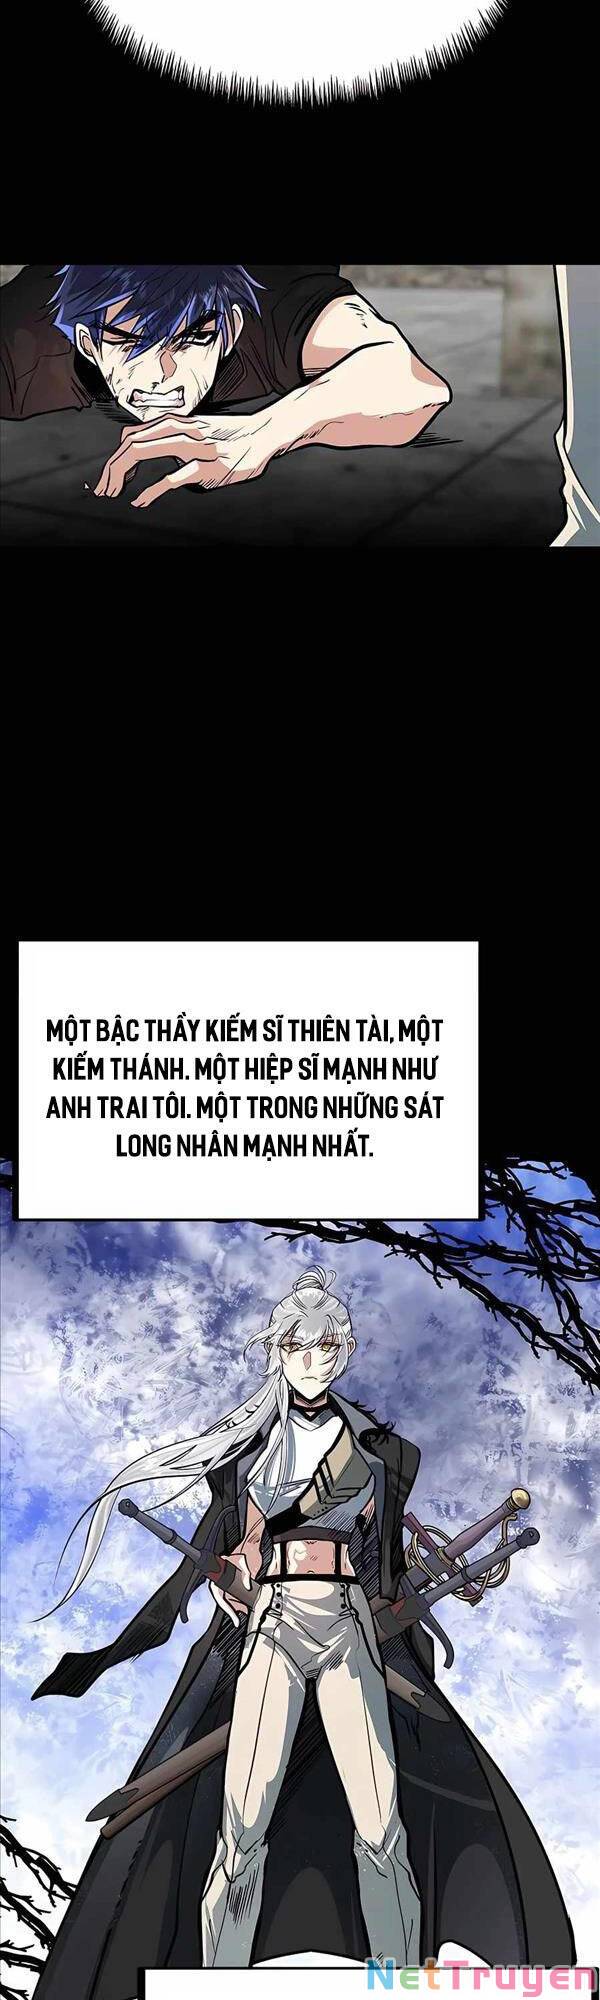 MỘT BẬC THẦY KIẾM SĨ THIÊN TÀI, MỘT
KIẾM THÁNH. MỘT HIỆP SĨ MẠNH NHƯ
ANH TRAI TÔI. MỘT TRONG NHỮNG SÁT
LONG NHÂN MẠNH NHẤT.
NetTruyen